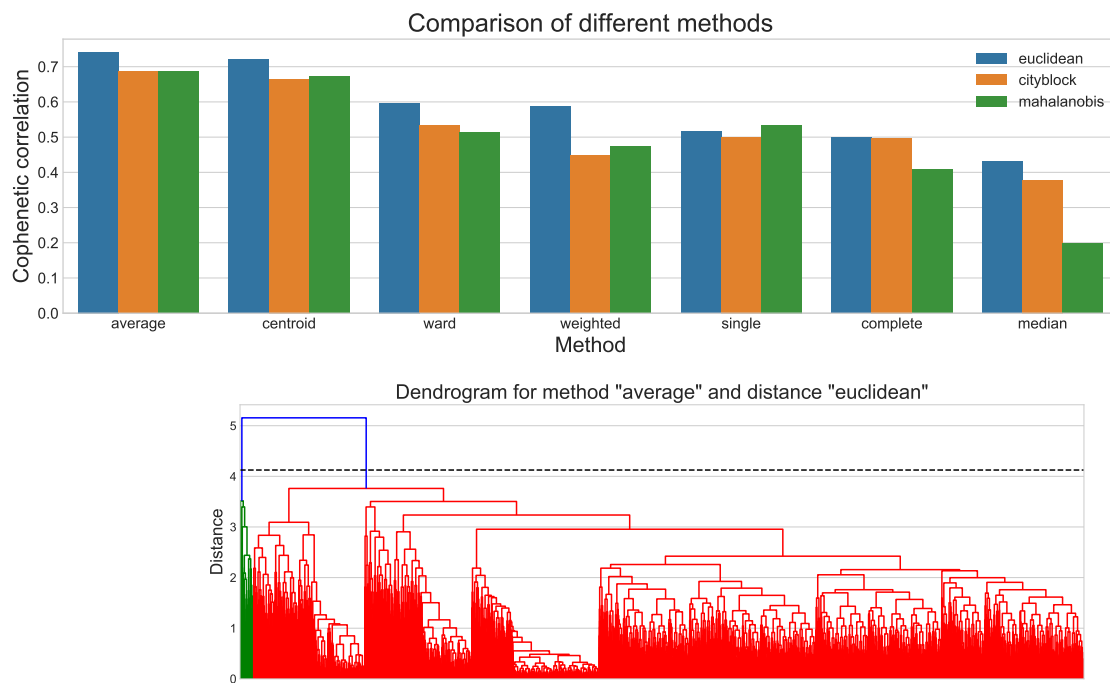 Comparison of different methods
Cophenetic correlation
0.7
0.6
0.5
0.4
0.3
0.2
0.1
0.0
euclidean
cityblock
mahalanobis
average centroid ward weighted single complete median
Method
Dendrogram for method "average" and distance "euclidean"
Distance
5
4
3
2
1
0